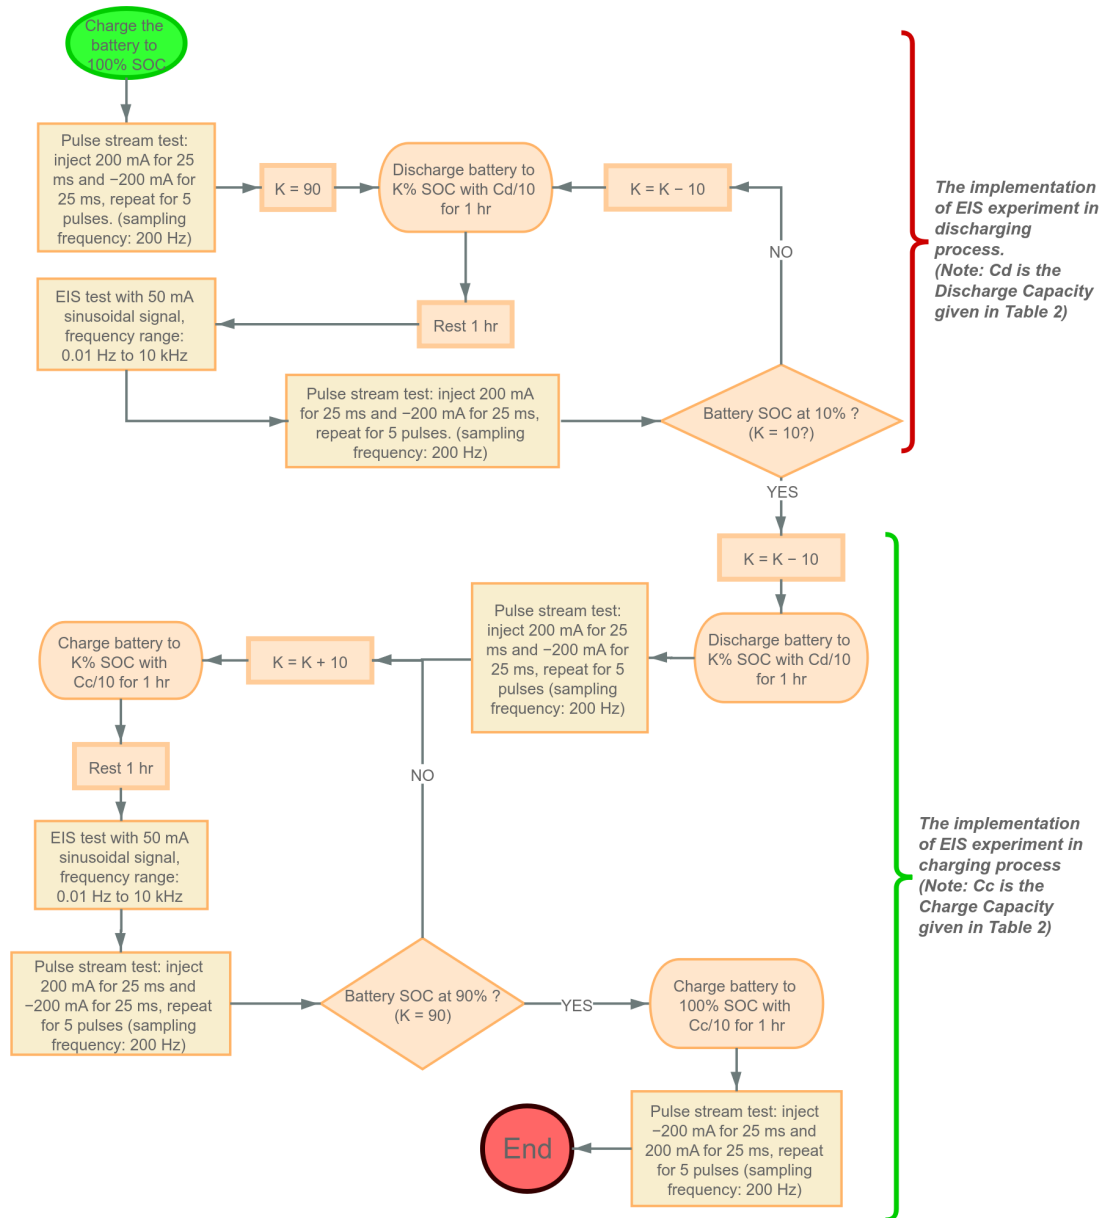 Charge the
battery to
100% SOC
Pulse stream test:
inject 200 mA for 25
ms and −200 mA for
25 ms, repeat for 5
pulses. (sampling
frequency: 200 Hz)
K = 90
Discharge battery to
K% SOC with Cd/10
for 1 hr
K = K − 10
NO
The implementation
of EIS experiment in
discharging
process.
(Note: Cd is the
Discharge Capacity
given in Table 2)
EIS test with 50 mA
sinusoidal signal,
frequency range:
0.01 Hz to 10 kHz
Rest 1 hr
Pulse stream test: inject 200 mA
for 25 ms and −200 mA for 25 ms,
repeat for 5 pulses. (sampling
frequency: 200 Hz)
Battery SOC at 10% ?
(K = 10?)
YES
K = K − 10
Discharge battery to
K% SOC with Cd/10
for 1 hr
Pulse stream test:
inject 200 mA for 25
ms and −200 mA for
25 ms, repeat for 5
pulses (sampling
frequency: 200 Hz)
K = K + 10
Charge battery to
K% SOC with
Cc/10 for 1 hr
Rest 1 hr
NO
EIS test with 50 mA
sinusoidal signal,
frequency range:
0.01 Hz to 10 kHz
The implementation
of EIS experiment in
charging process
(Note: Cc is the
Charge Capacity
given in Table 2)
Pulse stream test: inject
200 mA for 25 ms and
−200 mA for 25 ms, repeat
for 5 pulses (sampling
frequency: 200 Hz)
Battery SOC at 90% ?
(K = 90)
YES
Charge battery to
100% SOC with
Cc/10 for 1 hr
Pulse stream test: inject
−200 mA for 25 ms and
200 mA for 25 ms, repeat
for 5 pulses (sampling
frequency: 200 Hz)
End